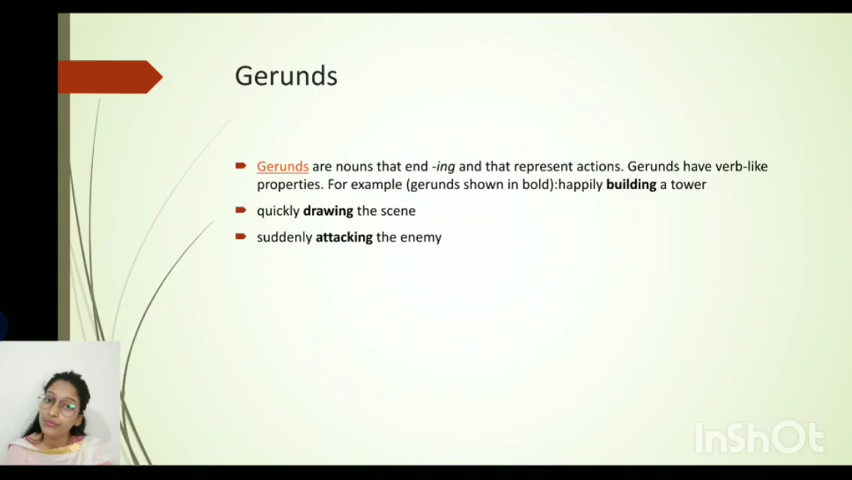 Gerunds
Gerunds are nouns that end -ing and that represent actions. Gerunds have verb-like
properties. For example (gerunds shown in bold):happily building a tower
quickly drawing the scene
suddenly attacking the enemy
InShOt